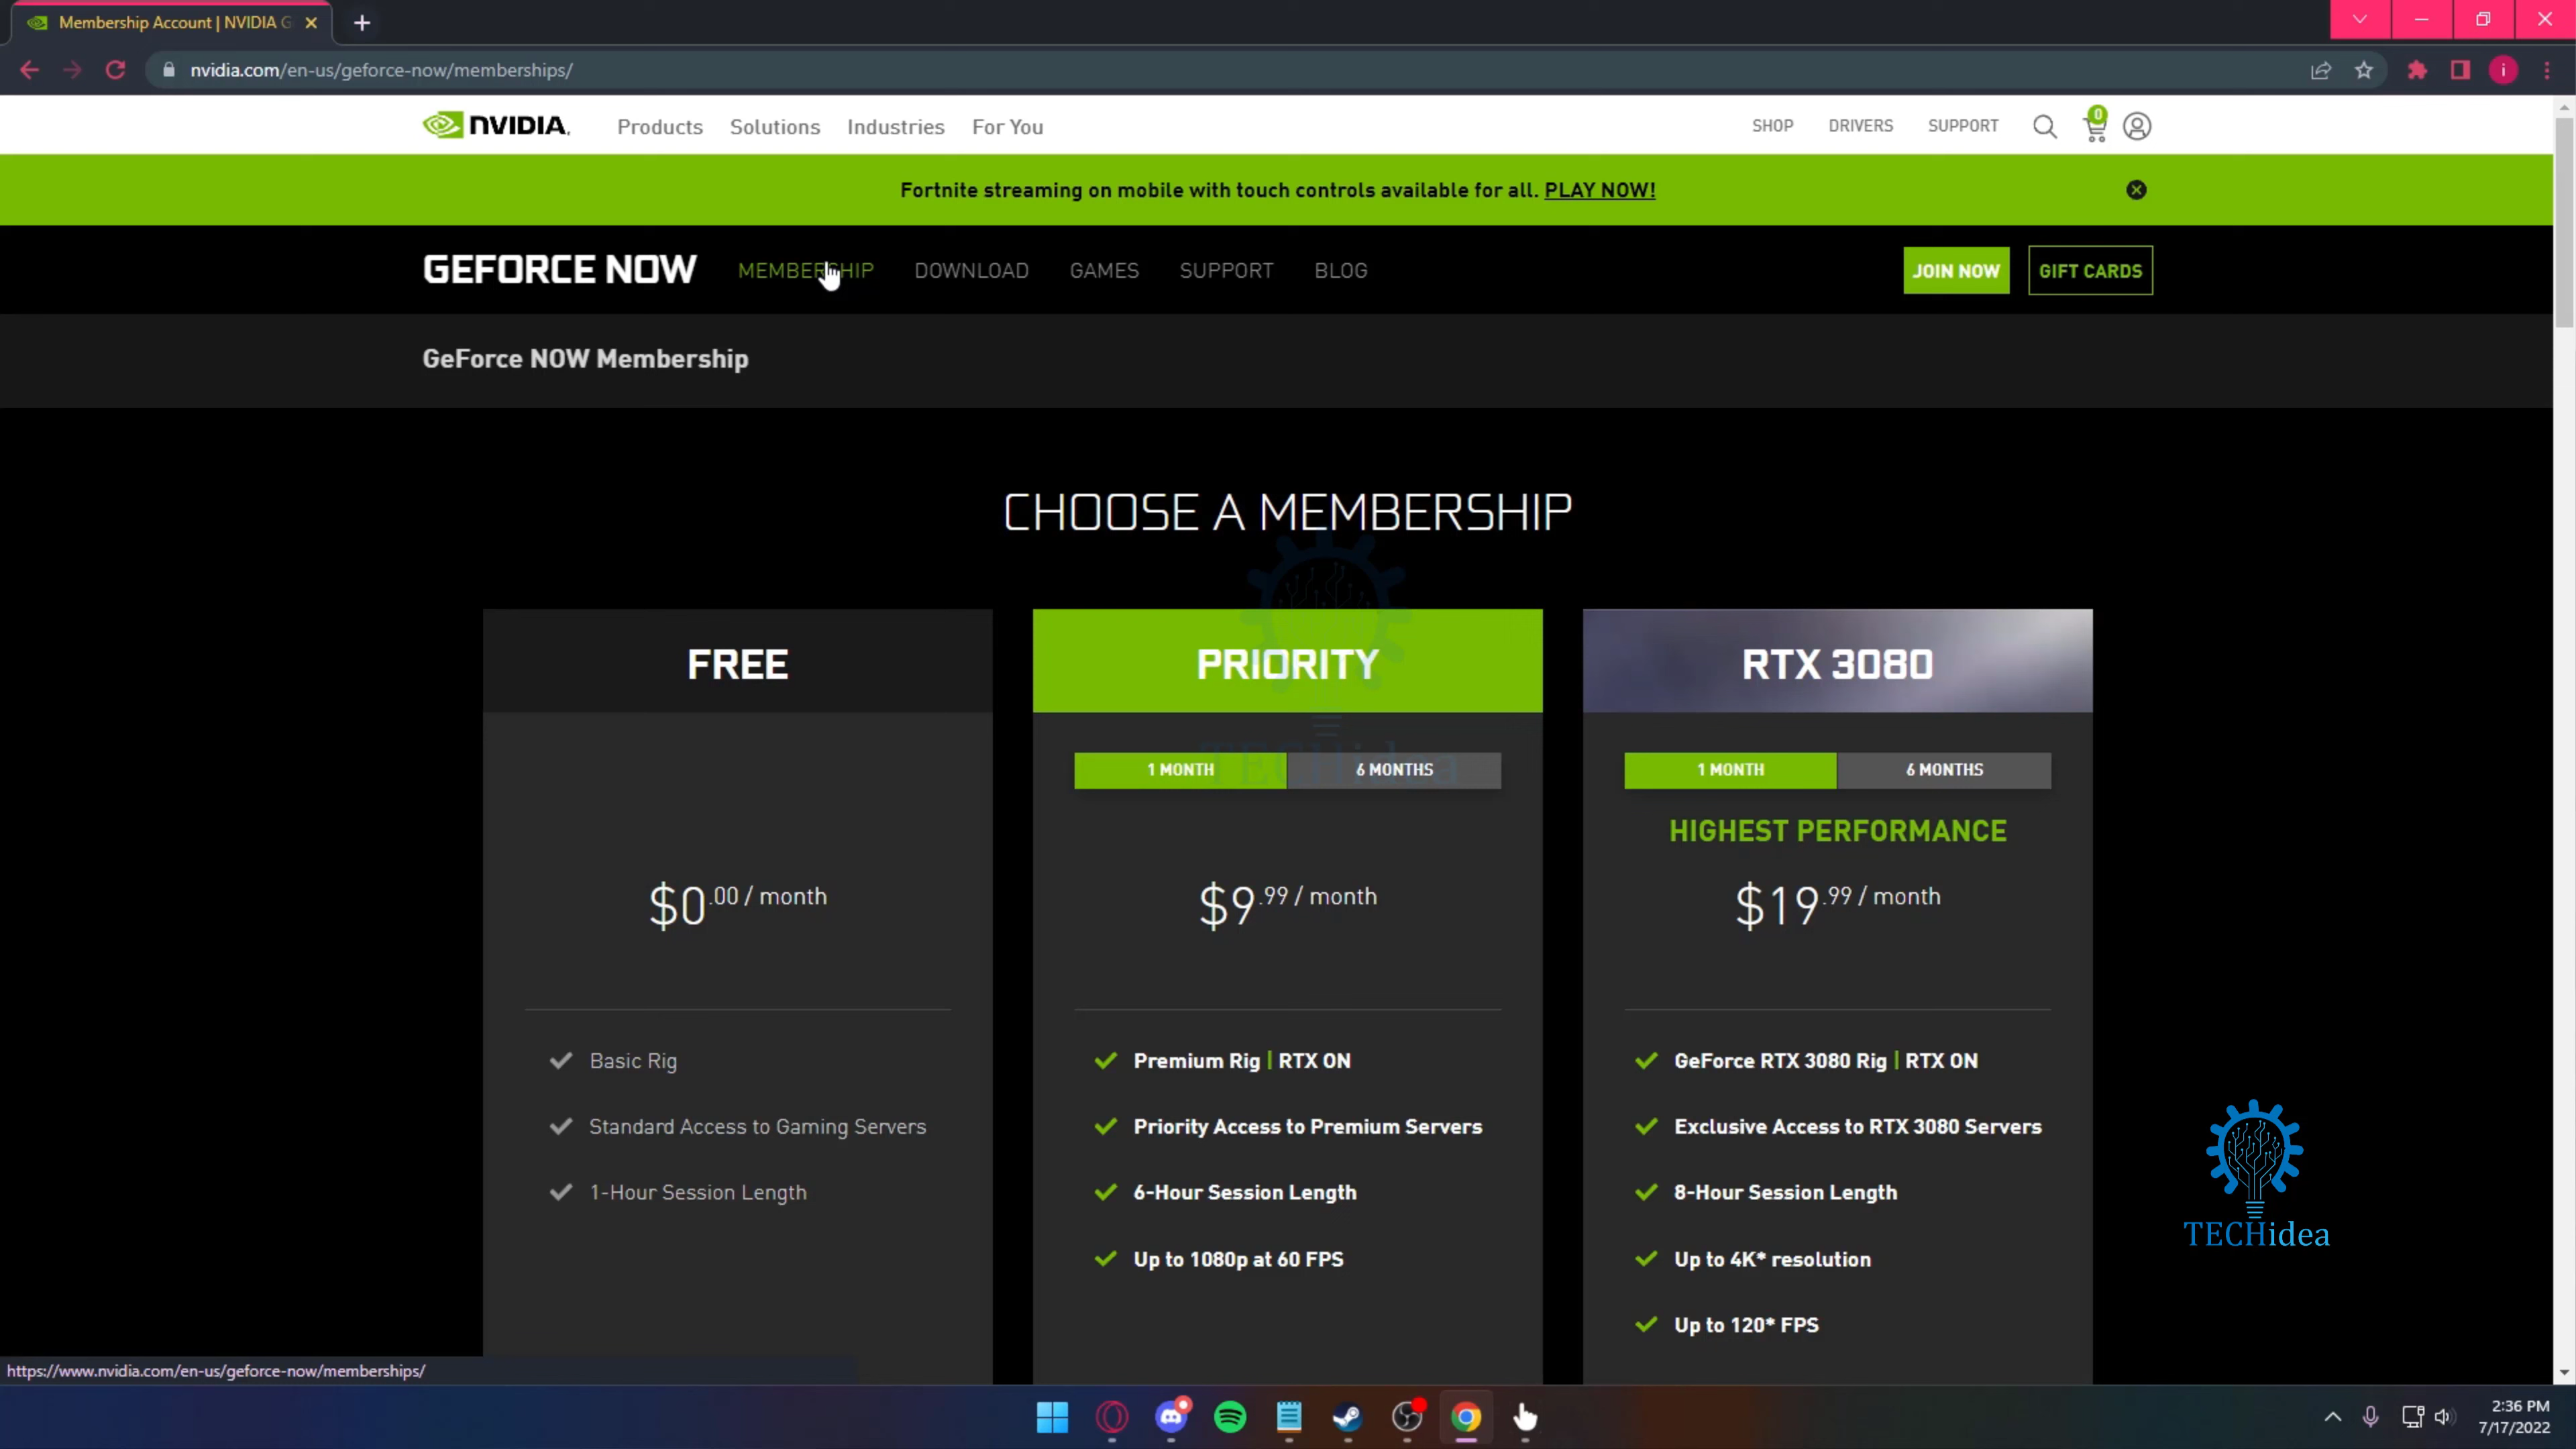 Membership Account | NVIDIA G
nvidia.com/en-us/geforce-now/memberships/
i
NVIDIA.
Products Solutions Industries For You
SHOP DRIVERS SUPPORT 0
Fortnite streaming on mobile with touch controls available for all. PLAY NOW!
GEFORCE NOW MEMBERSHIP DOWNLOAD GAMES SUPPORT BLOG
JOIN NOW GIFT CARDS
GeForce NOW Membership
CHOOSE A MEMBERSHIP
FREE
$0.00 / month
Basic Rig
Standard Access to Gaming Servers
1-Hour Session Length
PRIORITY
1 MONTH 6 MONTHS
$9.99 / month
Premium Rig | RTX ON
Priority Access to Premium Servers
6-Hour Session Length
Up to 1080p at 60 FPS
RTX 3080
1 MONTH 6 MONTHS
HIGHEST PERFORMANCE
$19.99 / month
GeForce RTX 3080 Rig | RTX ON
Exclusive Access to RTX 3080 Servers
8-Hour Session Length
Up to 4K* resolution
Up to 120* FPS
TECHidea
TECHidea
https://www.nvidia.com/en-us/geforce-now/memberships/
2:36 PM
7/17/2022